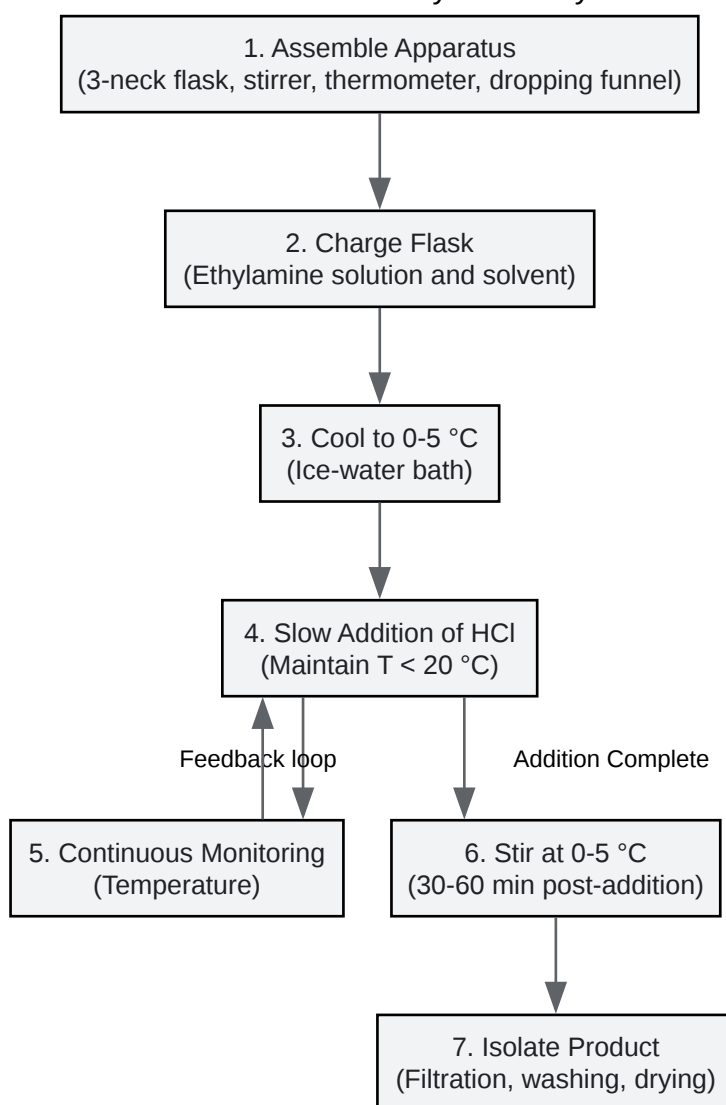 1. Assemble Apparatus
(3-neck flask, stirrer, thermometer, dropping funnel)
2. Charge Flask
(Ethylamine solution and solvent)
3. Cool to 0-5 °C
(Ice-water bath)
4. Slow Addition of HCl
(Maintain T < 20 °C)
Feedback loop
Addition Complete
5. Continuous Monitoring
(Temperature)
6. Stir at 0-5 °C
(30-60 min post-addition)
7. Isolate Product
(Filtration, washing, drying)